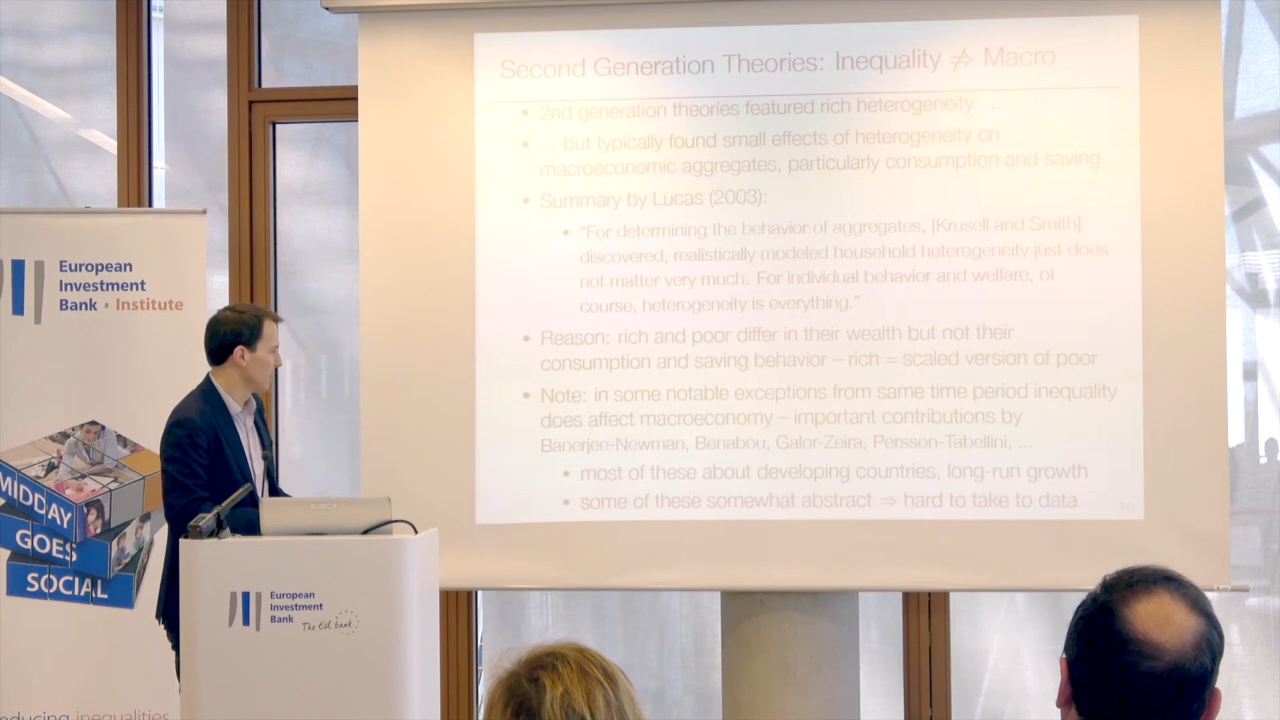 Second Generation Theories: Inequality ⇏ Macro
• 2nd generation theories featured rich heterogeneity ....
• ... but typically found small effects of heterogeneity on
macroeconomic aggregates, particularly consumption and saving
• Summary by Lucas (2003):
• "For determining the behavior of aggregates, [Krusell and Smith]
discovered, realistically modeled household heterogeneity just does
not matter very much. For individual behavior and welfare, of
course, heterogeneity is everything."
• Reason: rich and poor differ in their wealth but not their
consumption and saving behavior – rich = scaled version of poor
• Note: in some notable exceptions from same time period inequality
does affect macroeconomy – important contributions by
Banerjee-Newman, Benabou, Galor-Zeira, Persson-Tabellini, ...
• most of these about developing countries, long-run growth
• some of these somewhat abstract ⇒ hard to take to data
European
Investment
Bank • Institute
MIDDAY
GOES
SOCIAL
inequalities
European
Investment
Bank
The EU bank